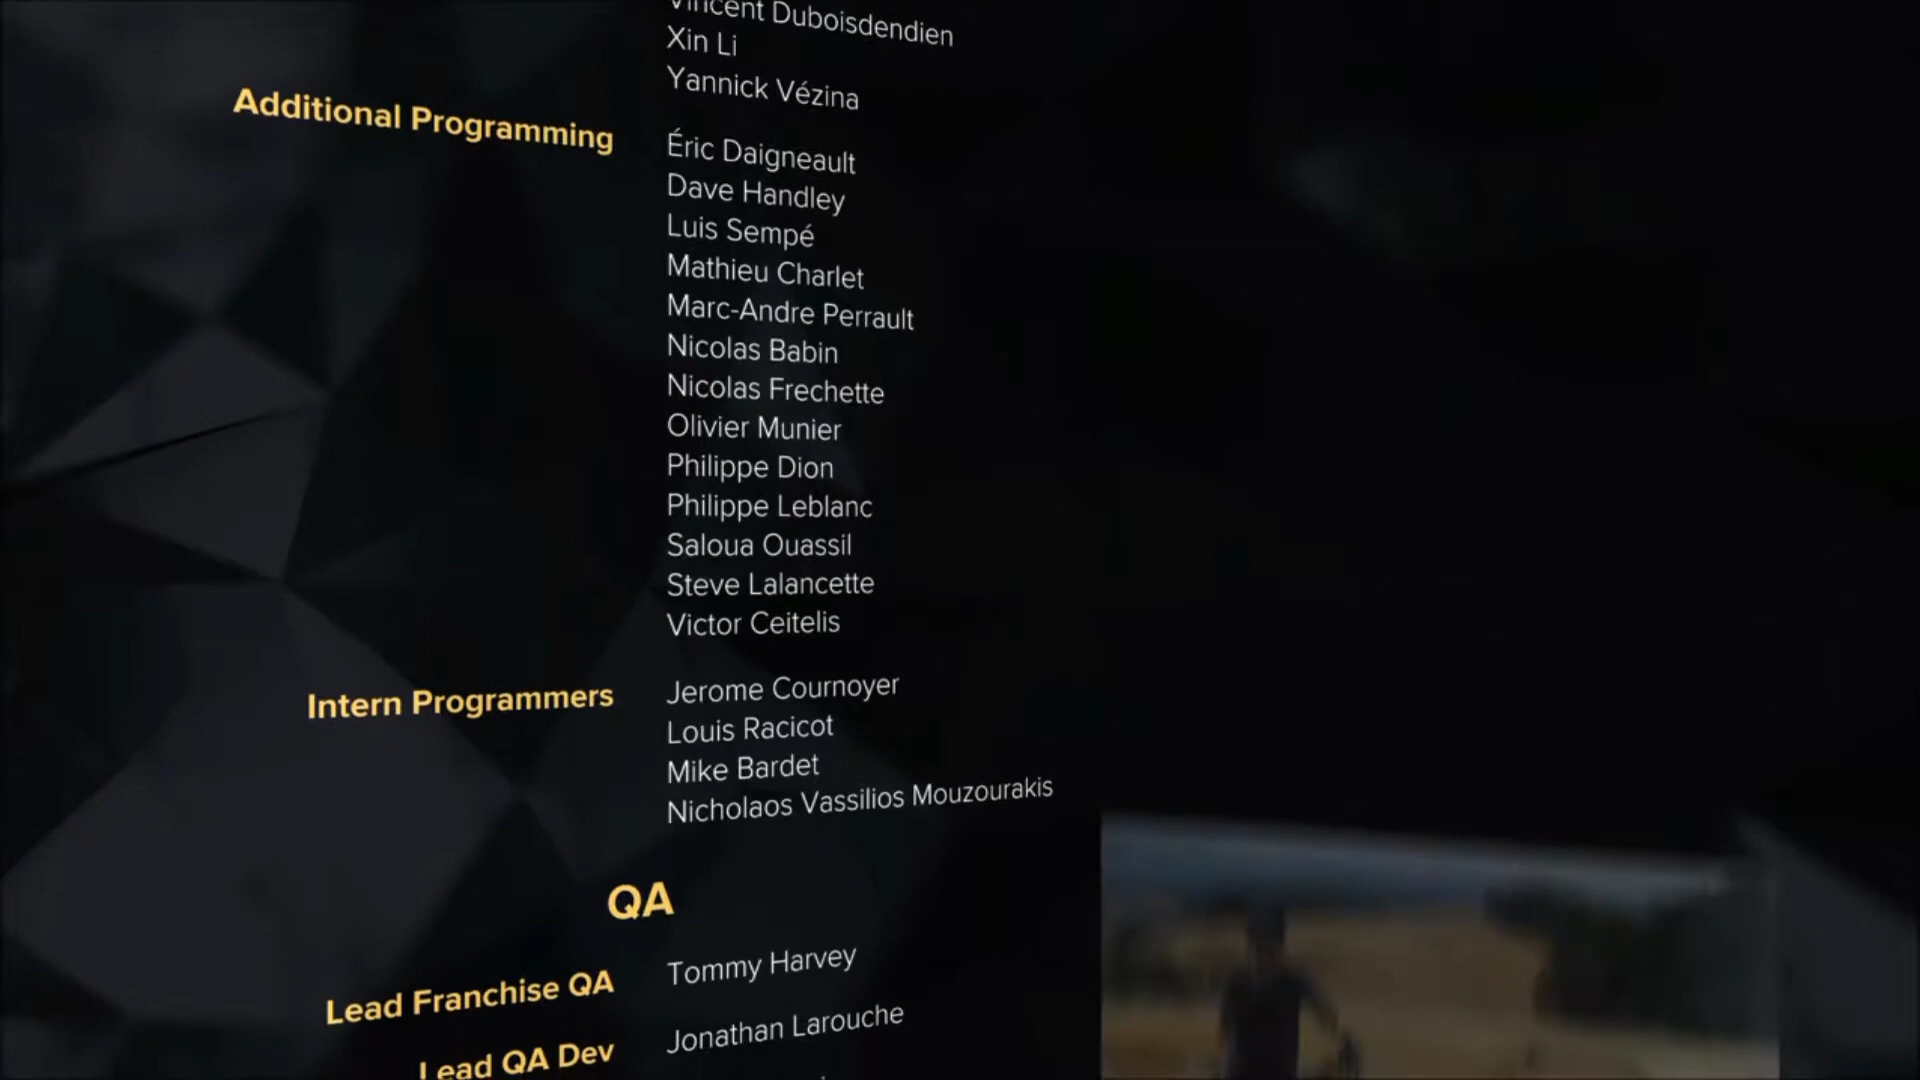 Vincent Duboisdendien
Xin Li
Yannick Vézina
Additional Programming
Éric Daigneault
Dave Handley
Luis Sempé
Mathieu Charlet
Marc-Andre Perrault
Nicolas Babin
Nicolas Frechette
Olivier Munier
Philippe Dion
Philippe Leblanc
Saloua Ouassil
Steve Lalancette
Victor Ceitelis
Intern Programmers
Jerome Cournoyer
Louis Racicot
Mike Bardet
Nicholaos Vassilios Mouzourakis
QA
Lead Franchise QA
Tommy Harvey
Lead QA Dev
Jonathan Larouche